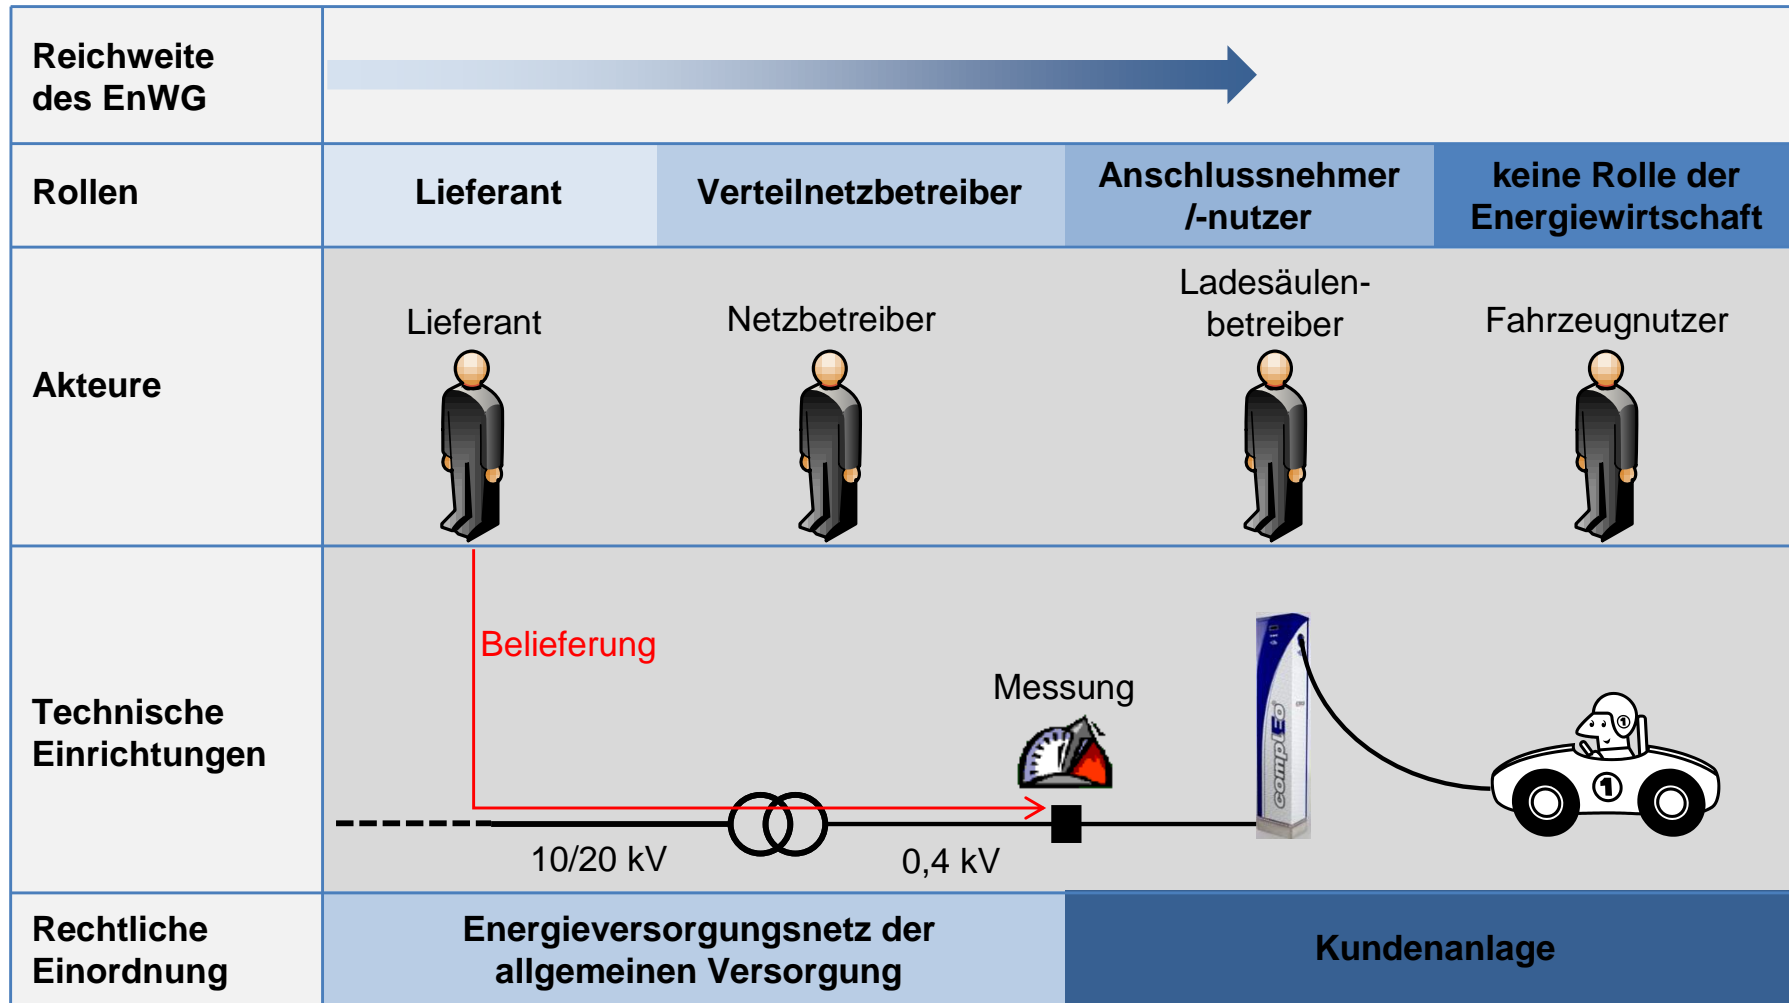 Reichweite
des EnWG
Rollen
Lieferant
Verteilnetzbetreiber
Anschlussnehmer
/-nutzer
keine Rolle der
Energiewirtschaft
Akteure
Lieferant
Netzbetreiber
Ladesäulen-
betreiber
Fahrzeugnutzer
Technische
Einrichtungen
Belieferung
Messung
complEo
1
1
10/20 kV
0,4 kV
Rechtliche
Einordnung
Energieversorgungsnetz der
allgemeinen Versorgung
Kundenanlage